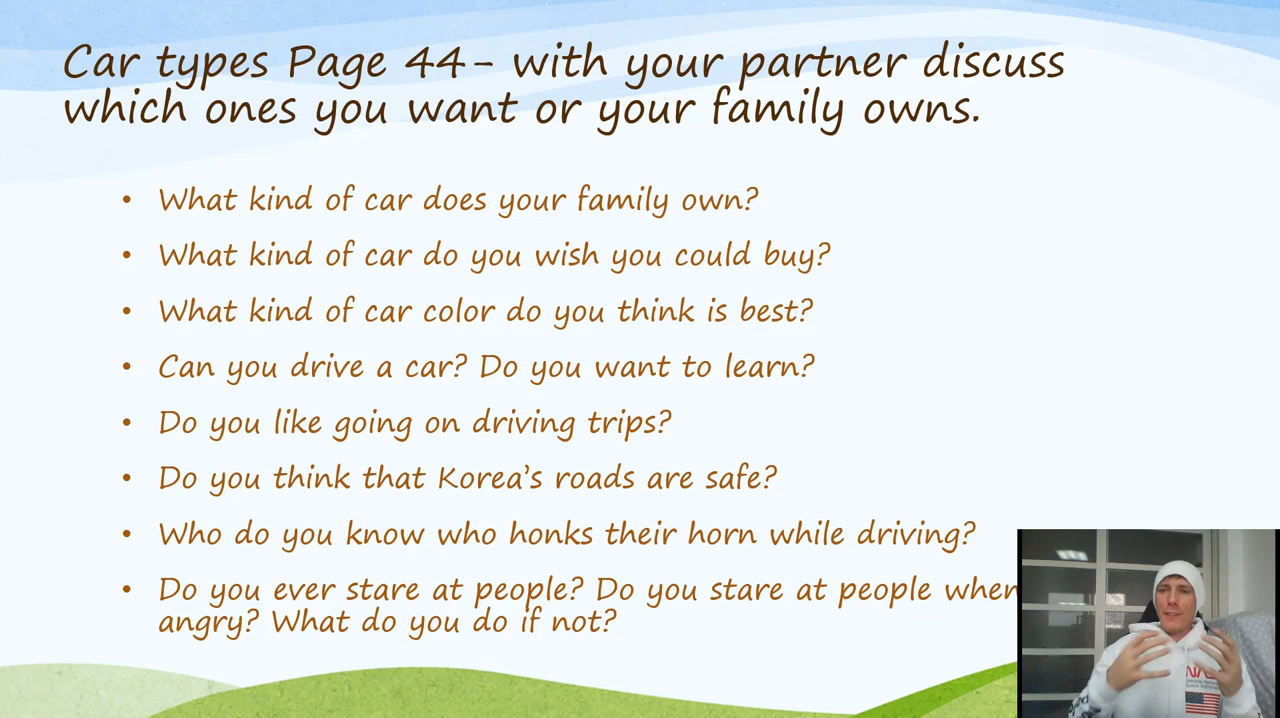 Car types Page 44- with your partner discuss
which ones you want or your family owns.
• What kind of car does your family own?
• What kind of car do you wish you could buy?
• What kind of car color do you think is best?
• Can you drive a car? Do you want to learn?
• Do you like going on driving trips?
• Do you think that Korea's roads are safe?
• Who do you know who honks their horn while driving?
• Do you ever stare at people? Do you stare at people when
angry? What do you do if not?